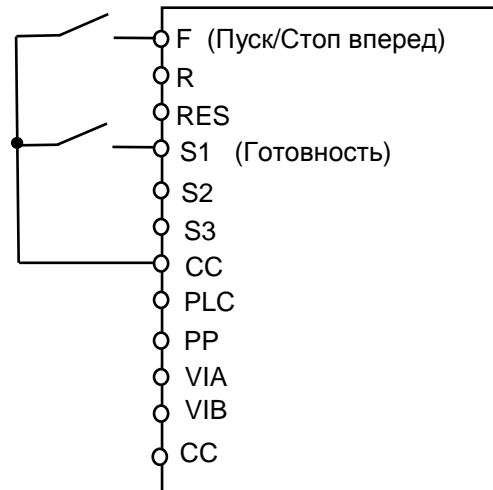 F (Пуск/Стоп вперед)
R
RES
S1 (Готовность)
S2
S3
CC
PLC
PP
VIA
VIB
CC